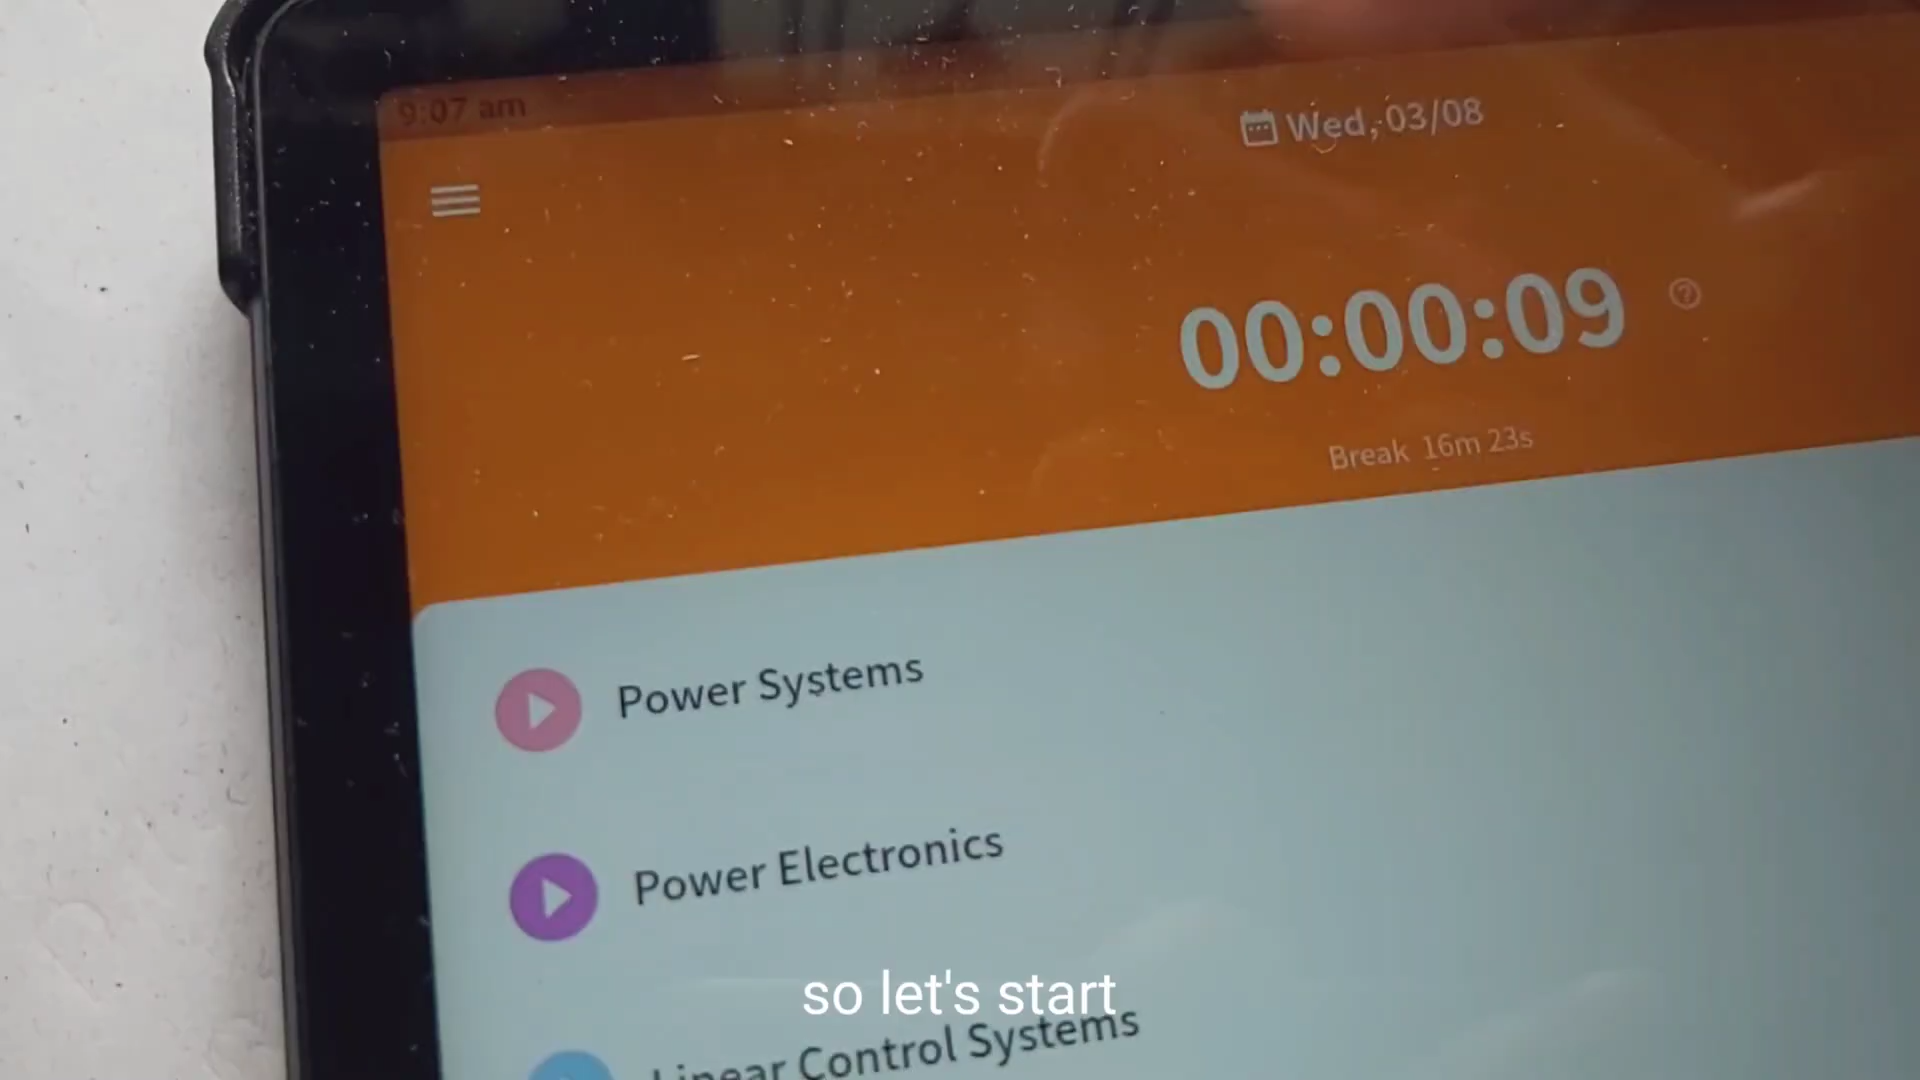 9:07 am
Wed, 03/08
00:00:09
Break 16m 23s
Power Systems
Power Electronics
so let's start
Linear Control Systems